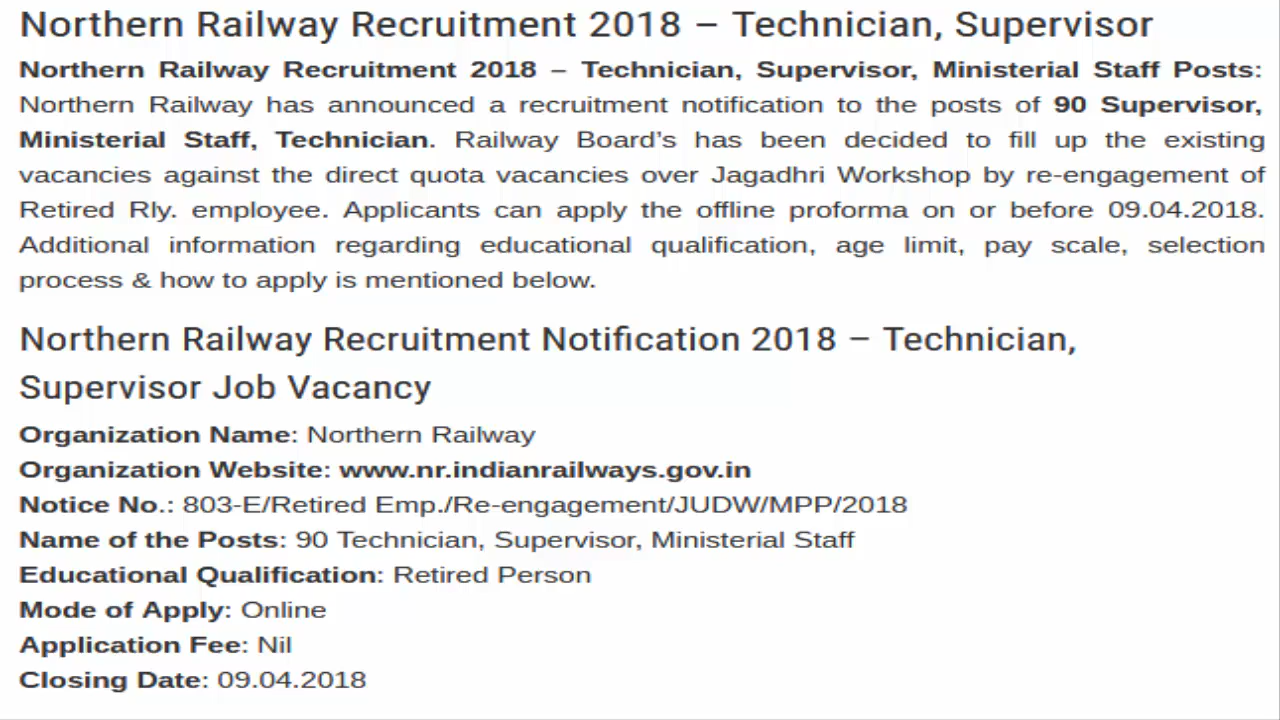 Northern Railway Recruitment 2018 – Technician, Supervisor
Northern Railway Recruitment 2018 – Technician, Supervisor, Ministerial Staff Posts:
Northern Railway has announced a recruitment notification to the posts of 90 Supervisor,
Ministerial Staff, Technician. Railway Board’s has been decided to fill up the existing
vacancies against the direct quota vacancies over Jagadhri Workshop by re-engagement of
Retired Rly. employee. Applicants can apply the offline proforma on or before 09.04.2018.
Additional information regarding educational qualification, age limit, pay scale, selection
process & how to apply is mentioned below.
Northern Railway Recruitment Notification 2018 – Technician,
Supervisor Job Vacancy
Organization Name: Northern Railway
Organization Website: www.nr.indianrailways.gov.in
Notice No.: 803-E/Retired Emp./Re-engagement/JUDW/MPP/2018
Name of the Posts: 90 Technician, Supervisor, Ministerial Staff
Educational Qualification: Retired Person
Mode of Apply: Online
Application Fee: Nil
Closing Date: 09.04.2018